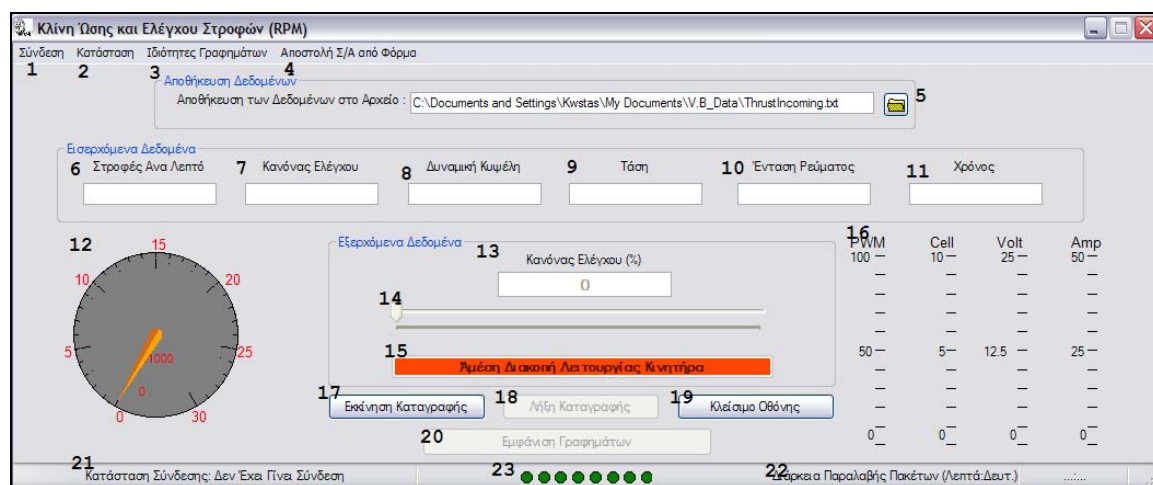 Κλίνη Ώσης και Ελέγχου Στροφών (RPM)
Σύνδεση Κατάσταση Ιδιότητες Γραφημάτων Αποστολή Σ/Α από Φόρμα
1 2 3 4
Αποθήκευση Δεδομένων
Αποθήκευση των Δεδομένων στο Αρχείο : C:\Documents and Settings\Kwstas\My Documents\V.B_Data\ThrustIncoming.txt 5
Εισερχόμενα Δεδομένα
6 Στροφές Ανα Λεπτό 7 Κανόνας Ελέγχου 8 Δυναμική Κυψέλη 9 Τάση 10 Ένταση Ρεύματος 11 Χρόνος
12
0 5 10 15 20 25 30
1000
0
Εξερχόμενα Δεδομένα
13
Κανόνας Ελέγχου (%)
0
14
15
Άμέση Διακοπή Λειτουργίας Κινητήρα
16
PWM Cell Volt Amp
100 10 25 50
50 5 12.5 25
0 0 0 0
17 Εκκίνηση Καταγραφής 18 Λήξη Καταγραφής 19 Κλείσιμο Οθόνης
20 Εμφάνιση Γραφημάτων
21 Κατάσταση Σύνδεσης: Δεν Έχει Γίνει Σύνδεση 23 22 Διάρκεια Παραλαβής Πακέτων (Λεπτά:Δευτ.) ....:....